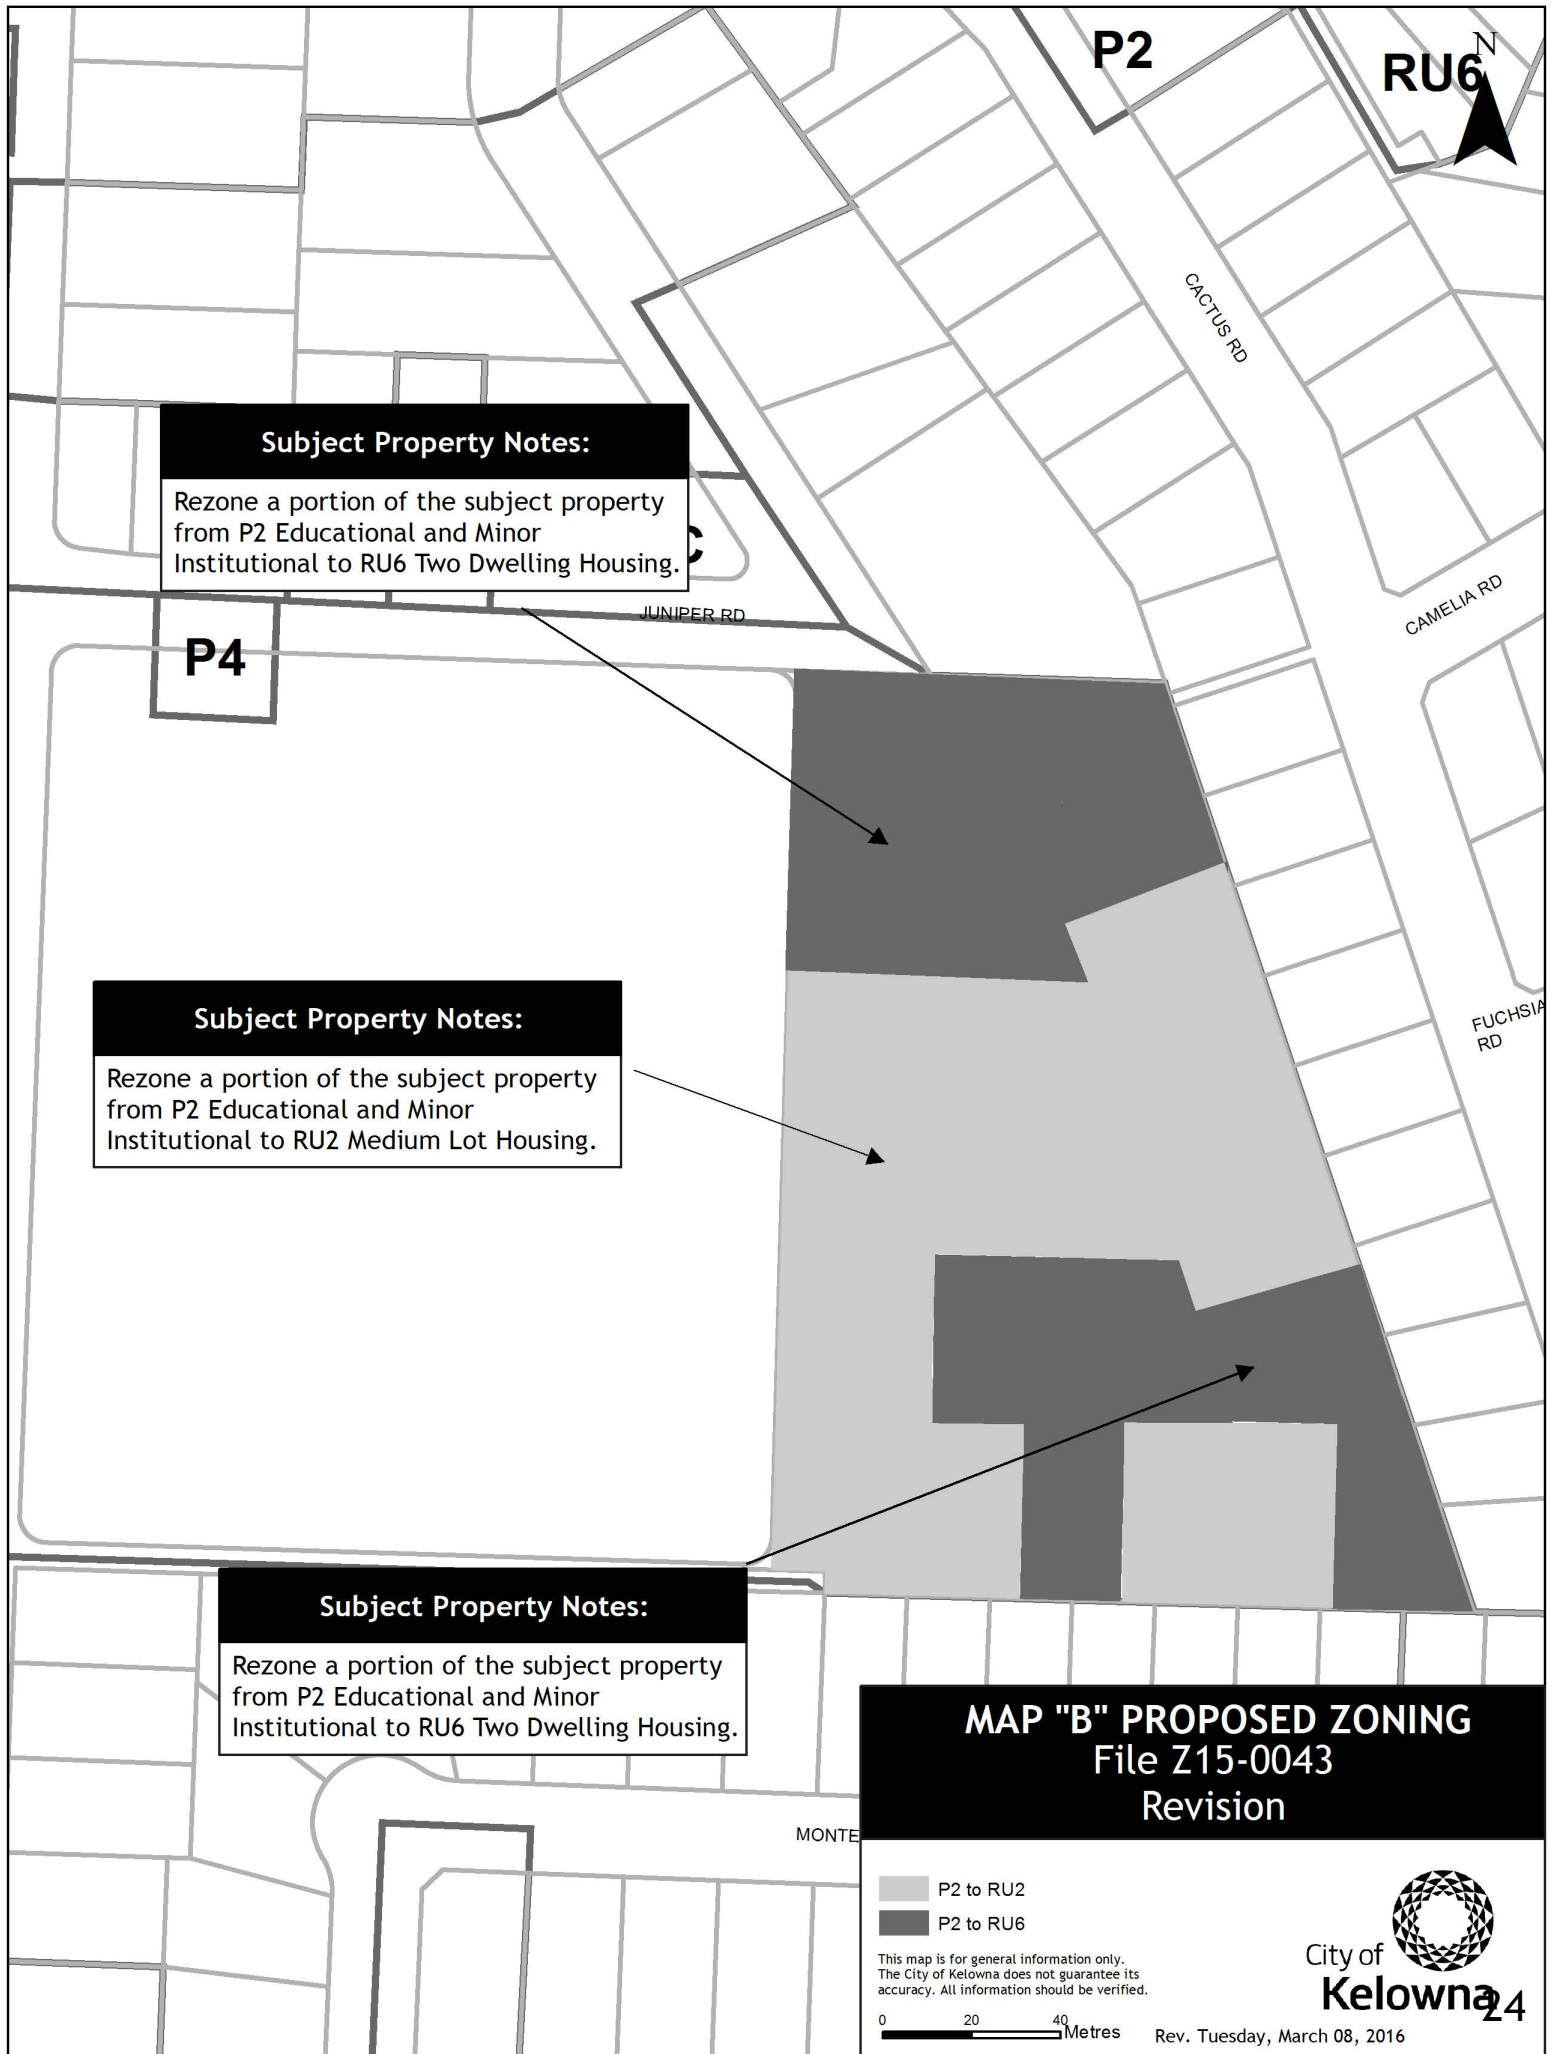 P2
RU6
N
CACTUS RD
Subject Property Notes:
Rezone a portion of the subject property
from P2 Educational and Minor
Institutional to RU6 Two Dwelling Housing.
C
JUNIPER RD
CAMELIA RD
P4
Subject Property Notes:
Rezone a portion of the subject property
from P2 Educational and Minor
Institutional to RU2 Medium Lot Housing.
FUCHSIA
RD
Subject Property Notes:
Rezone a portion of the subject property
from P2 Educational and Minor
Institutional to RU6 Two Dwelling Housing.
MAP "B" PROPOSED ZONING
File Z15-0043
Revision
MONTE
P2 to RU2
P2 to RU6
This map is for general information only.
The City of Kelowna does not guarantee its
accuracy. All information should be verified.
0 20 40 Metres
City of
Kelowna
24
Rev. Tuesday, March 08, 2016